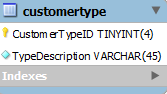 customertype
CustomerTypeID TINYINT(4)
TypeDescription VARCHAR(45)
Indexes